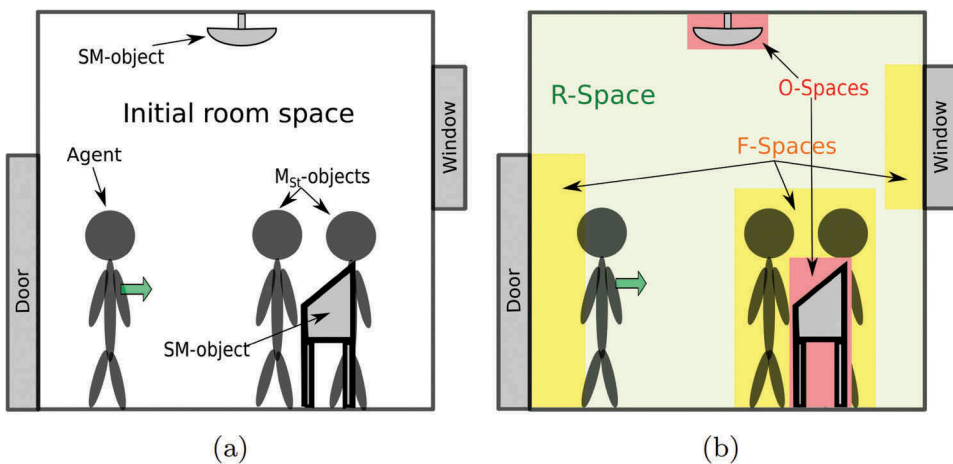 SM-object
Initial room space
Window
Agent
M_St-objects
Door
SM-object
(a)
R-Space
O-Spaces
Window
F-Spaces
Door
(b)